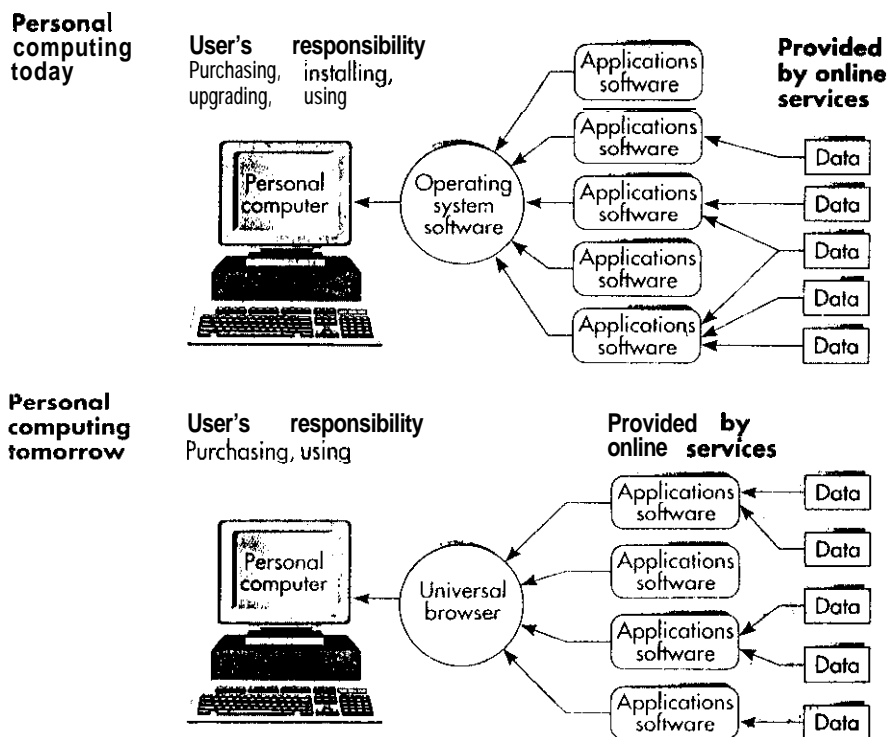 Personal
computing
today
User's responsibility
Purchasing, installing,
upgrading, using
Provided
by online
services
Personal
computer
Operating
system
software
Applications
software
Applications
software
Applications
software
Applications
software
Applications
software
Data
Data
Data
Data
Data
Personal
computing
tomorrow
User's responsibility
Purchasing, using
Provided by
online services
Personal
computer
Universal
browser
Applications
software
Applications
software
Applications
software
Applications
software
Data
Data
Data
Data
Data